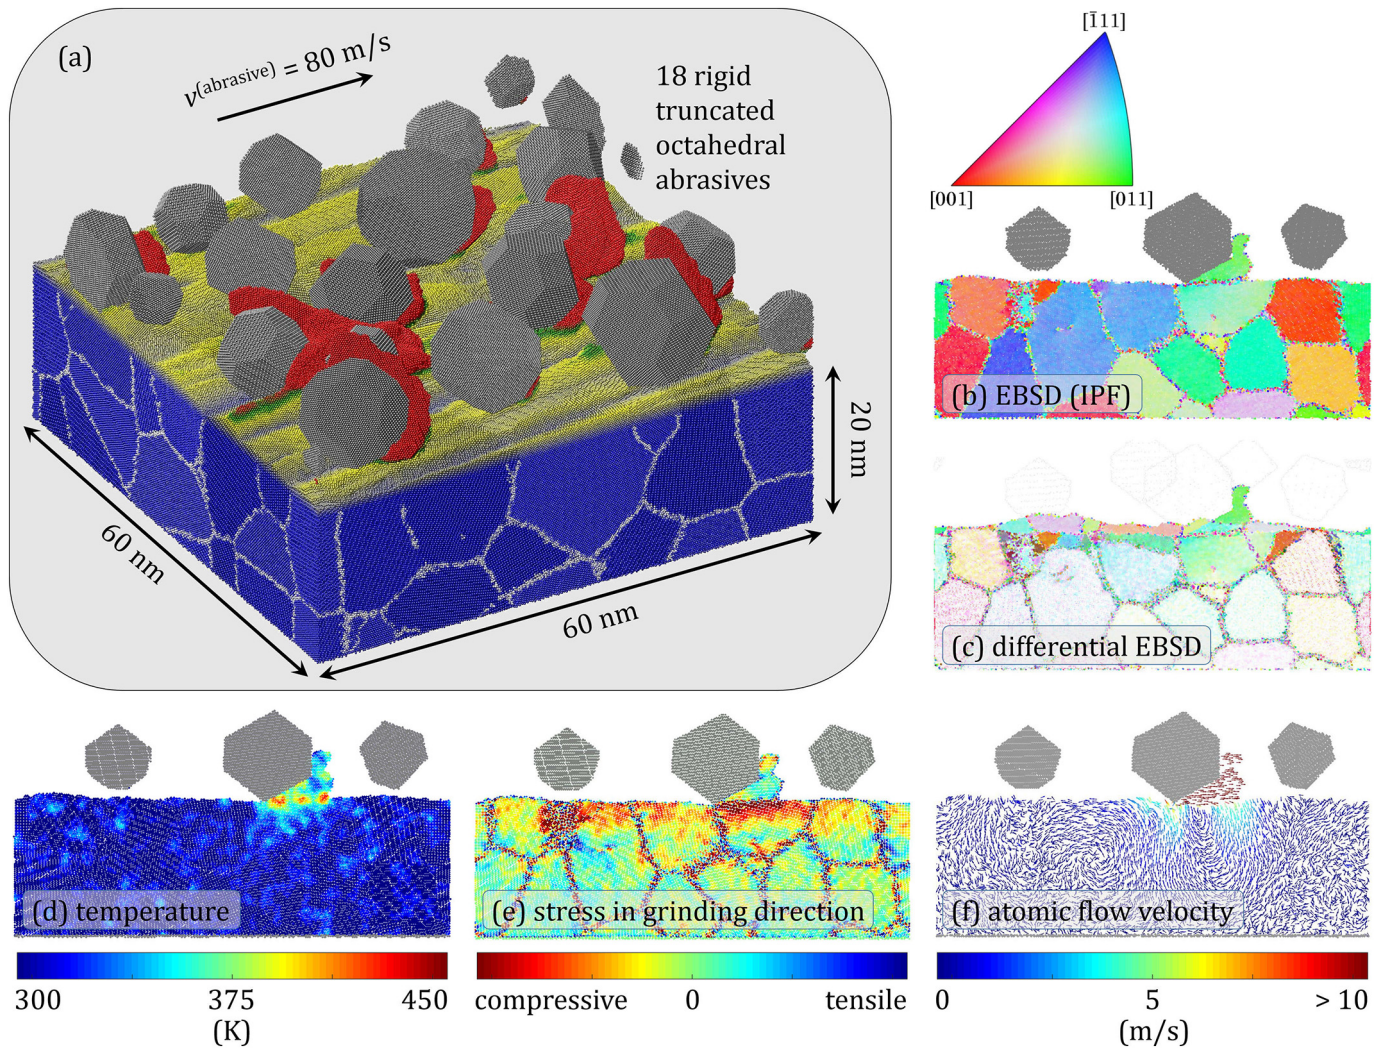 (a)
v(abrasive) = 80 m/s
18 rigid
truncated
octahedral
abrasives
60 nm
60 nm
20 nm
[1̅11]
[001]
[011]
(b) EBSD (IPF)
(c) differential EBSD
(d) temperature
300 375 450
(K)
(e) stress in grinding direction
compressive 0 tensile
(f) atomic flow velocity
0 5 > 10
(m/s)